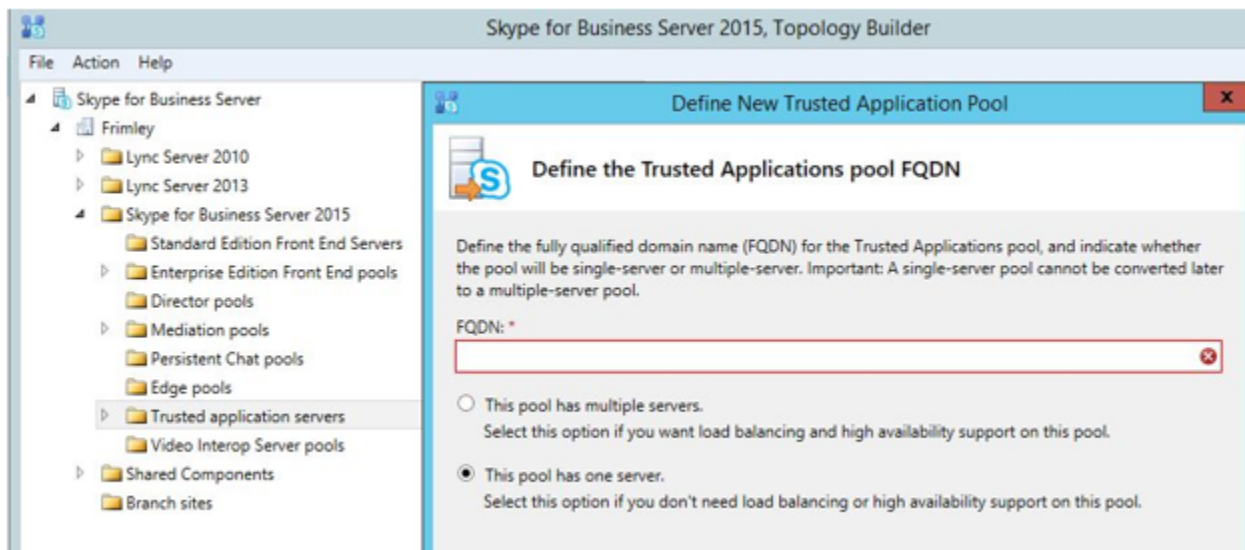 Skype for Business Server 2015, Topology Builder
File Action Help
Skype for Business Server
Frimley
Lync Server 2010
Lync Server 2013
Skype for Business Server 2015
Standard Edition Front End Servers
Enterprise Edition Front End pools
Director pools
Mediation pools
Persistent Chat pools
Edge pools
Trusted application servers
Video Interop Server pools
Shared Components
Branch sites
Define New Trusted Application Pool
Define the Trusted Applications pool FQDN
Define the fully qualified domain name (FQDN) for the Trusted Applications pool, and indicate whether
the pool will be single-server or multiple-server. Important: A single-server pool cannot be converted later
to a multiple-server pool.
FQDN: *
This pool has multiple servers.
Select this option if you want load balancing and high availability support on this pool.
This pool has one server.
Select this option if you don't need load balancing or high availability support on this pool.